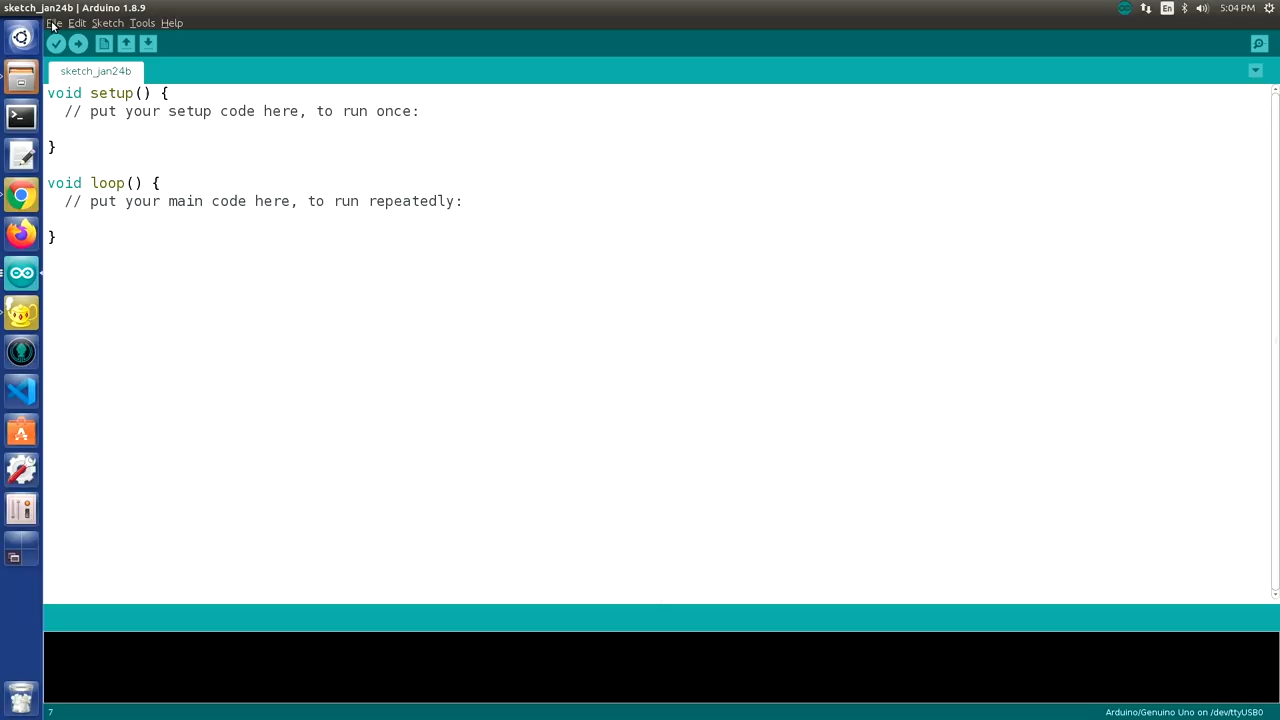 sketch_jan24b | Arduino 1.8.9
En
5:04 PM
File Edit Sketch Tools Help
sketch_jan24b
void setup() {
// put your setup code here, to run once:
}
void loop() {
// put your main code here, to run repeatedly:
}
7
Arduino/Genuino Uno on /dev/ttyUSB0